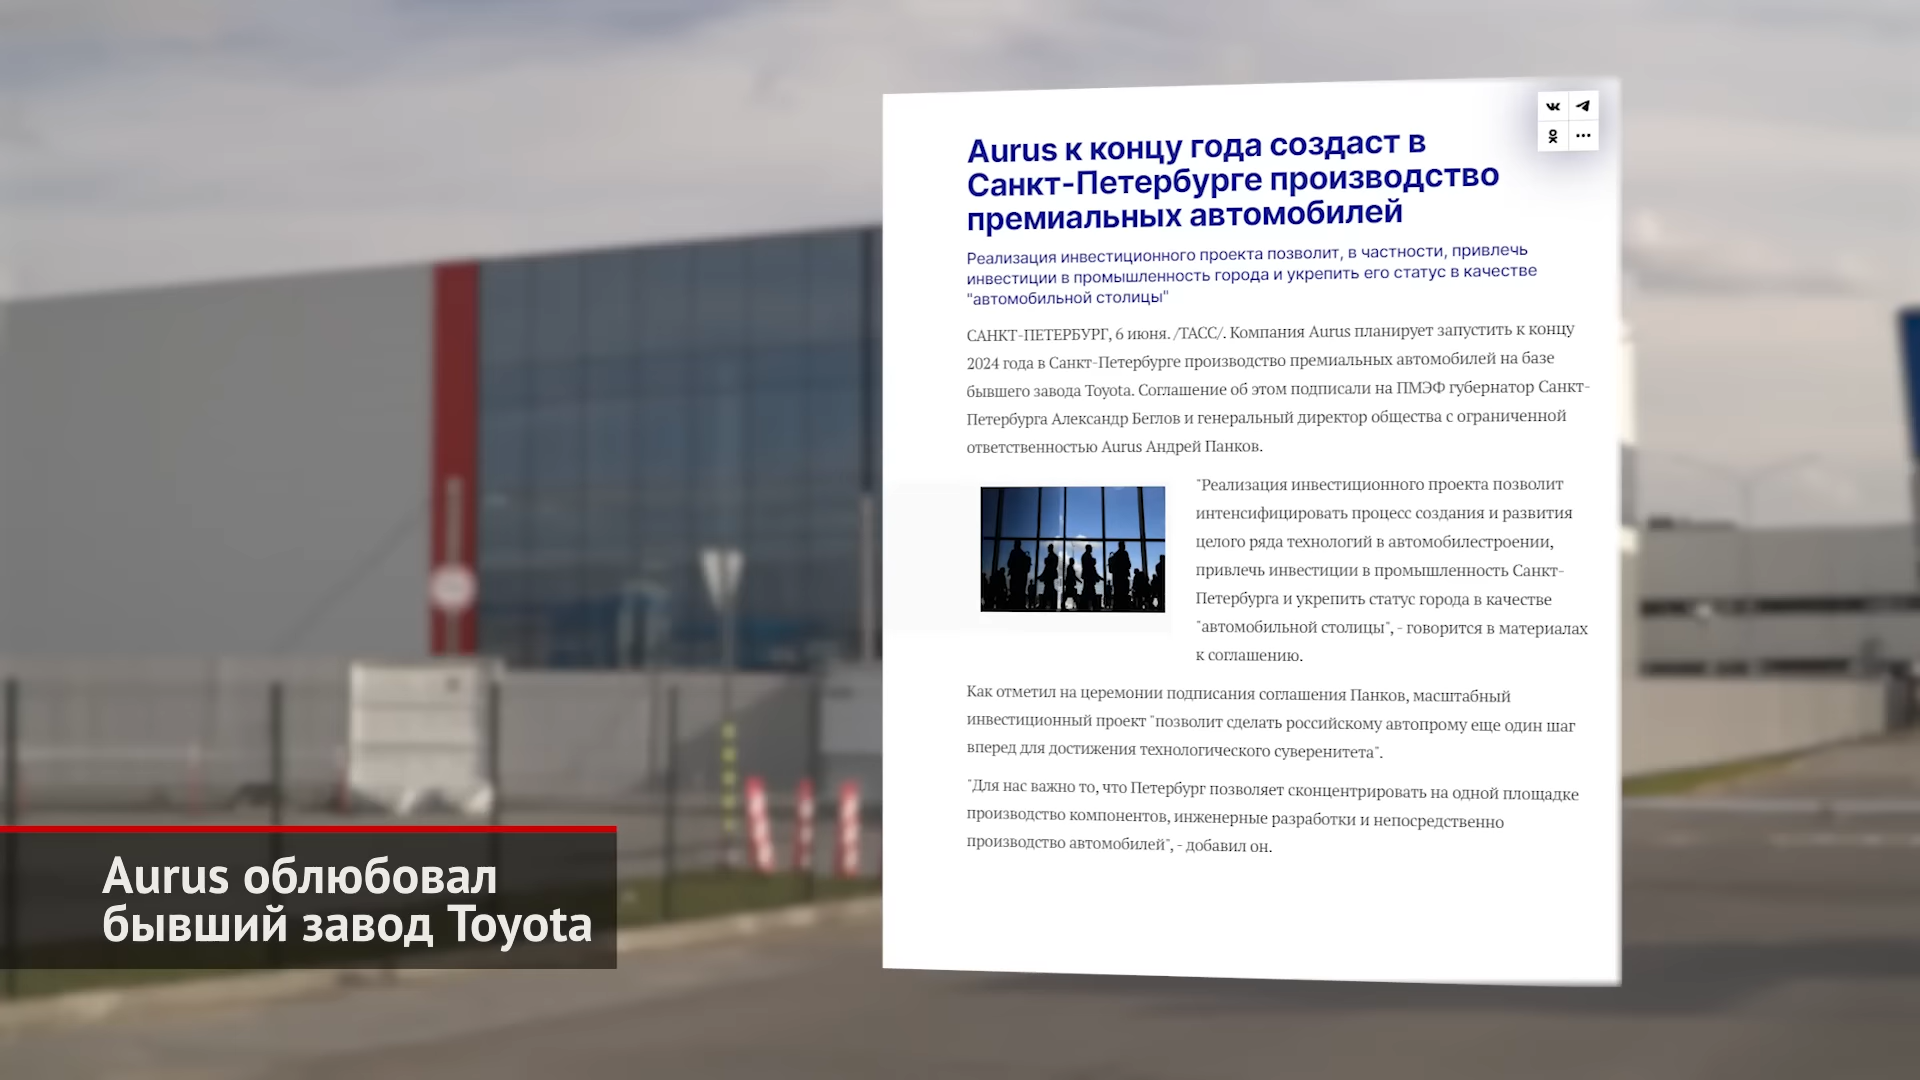 Aurus к концу года создаст в
Санкт-Петербурге производство
премиальных автомобилей
Реализация инвестиционного проекта позволит, в частности, привлечь
инвестиции в промышленность города и укрепить его статус в качестве
"автомобильной столицы"
САНКТ-ПЕТЕРБУРГ, 6 июня. /ТАСС/. Компания Aurus планирует запустить к концу
2024 года в Санкт-Петербурге производство премиальных автомобилей на базе
бывшего завода Toyota. Соглашение об этом подписали на ПМЭФ губернатор Санкт-
Петербурга Александр Беглов и генеральный директор общества с ограниченной
ответственностью Aurus Андрей Панков.
"Реализация инвестиционного проекта позволит
интенсифицировать процесс создания и развития
целого ряда технологий в автомобилестроении,
привлечь инвестиции в промышленность Санкт-
Петербурга и укрепить статус города в качестве
"автомобильной столицы", - говорится в материалах
к соглашению.
Как отметил на церемонии подписания соглашения Панков, масштабный
инвестиционный проект "позволит сделать российскому автопрому еще один шаг
вперед для достижения технологического суверенитета".
"Для нас важно то, что Петербург позволяет сконцентрировать на одной площадке
производство компонентов, инженерные разработки и непосредственно
производство автомобилей", - добавил он.
Aurus облюбовал
бывший завод Toyota